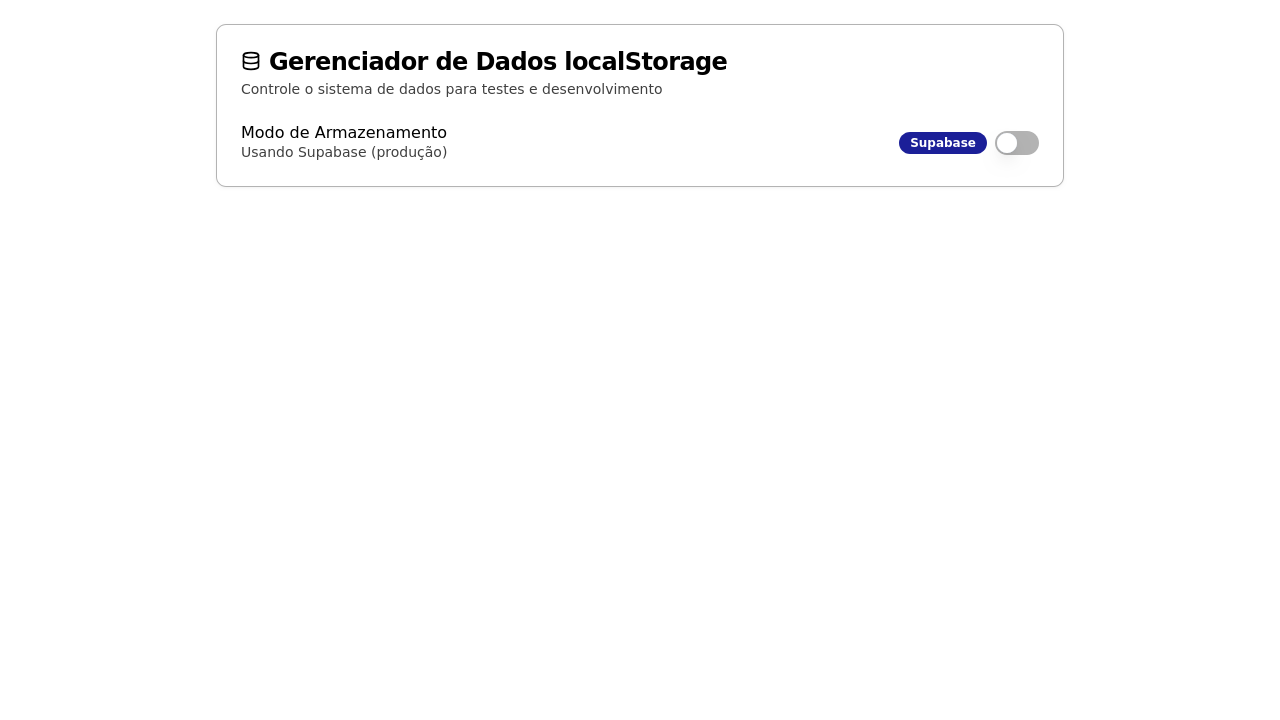 Gerenciador de Dados localStorage
Controle o sistema de dados para testes e desenvolvimento
Modo de Armazenamento
Usando Supabase (produção)
Supabase